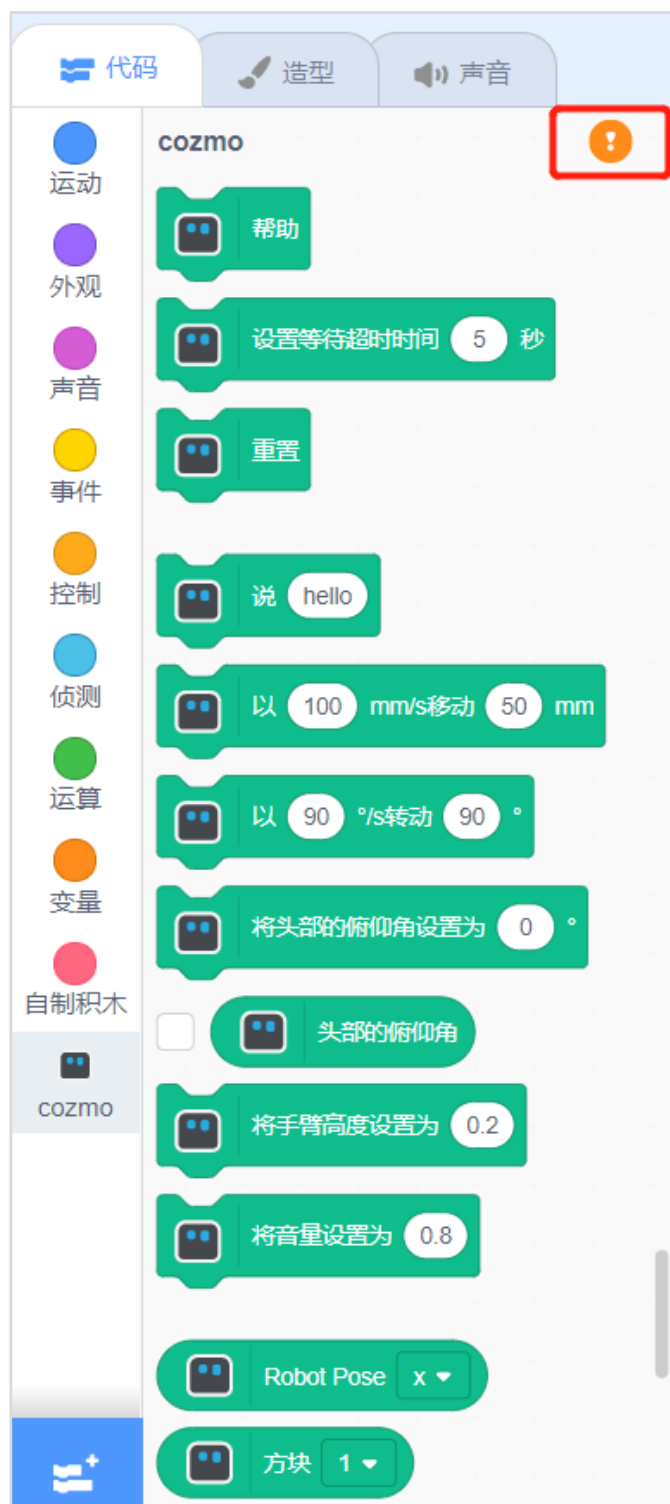 代码 造型 声音
运动
外观
声音
事件
控制
侦测
运算
变量
自制积木
cozmo
cozmo
帮助
设置等待超时时间 5 秒
重置
说 hello
以 100 mm/s移动 50 mm
以 90 °/s转动 90 °
将头部的俯仰角设置为 0 °
头部的俯仰角
将手臂高度设置为 0.2
将音量设置为 0.8
Robot Pose x
方块 1